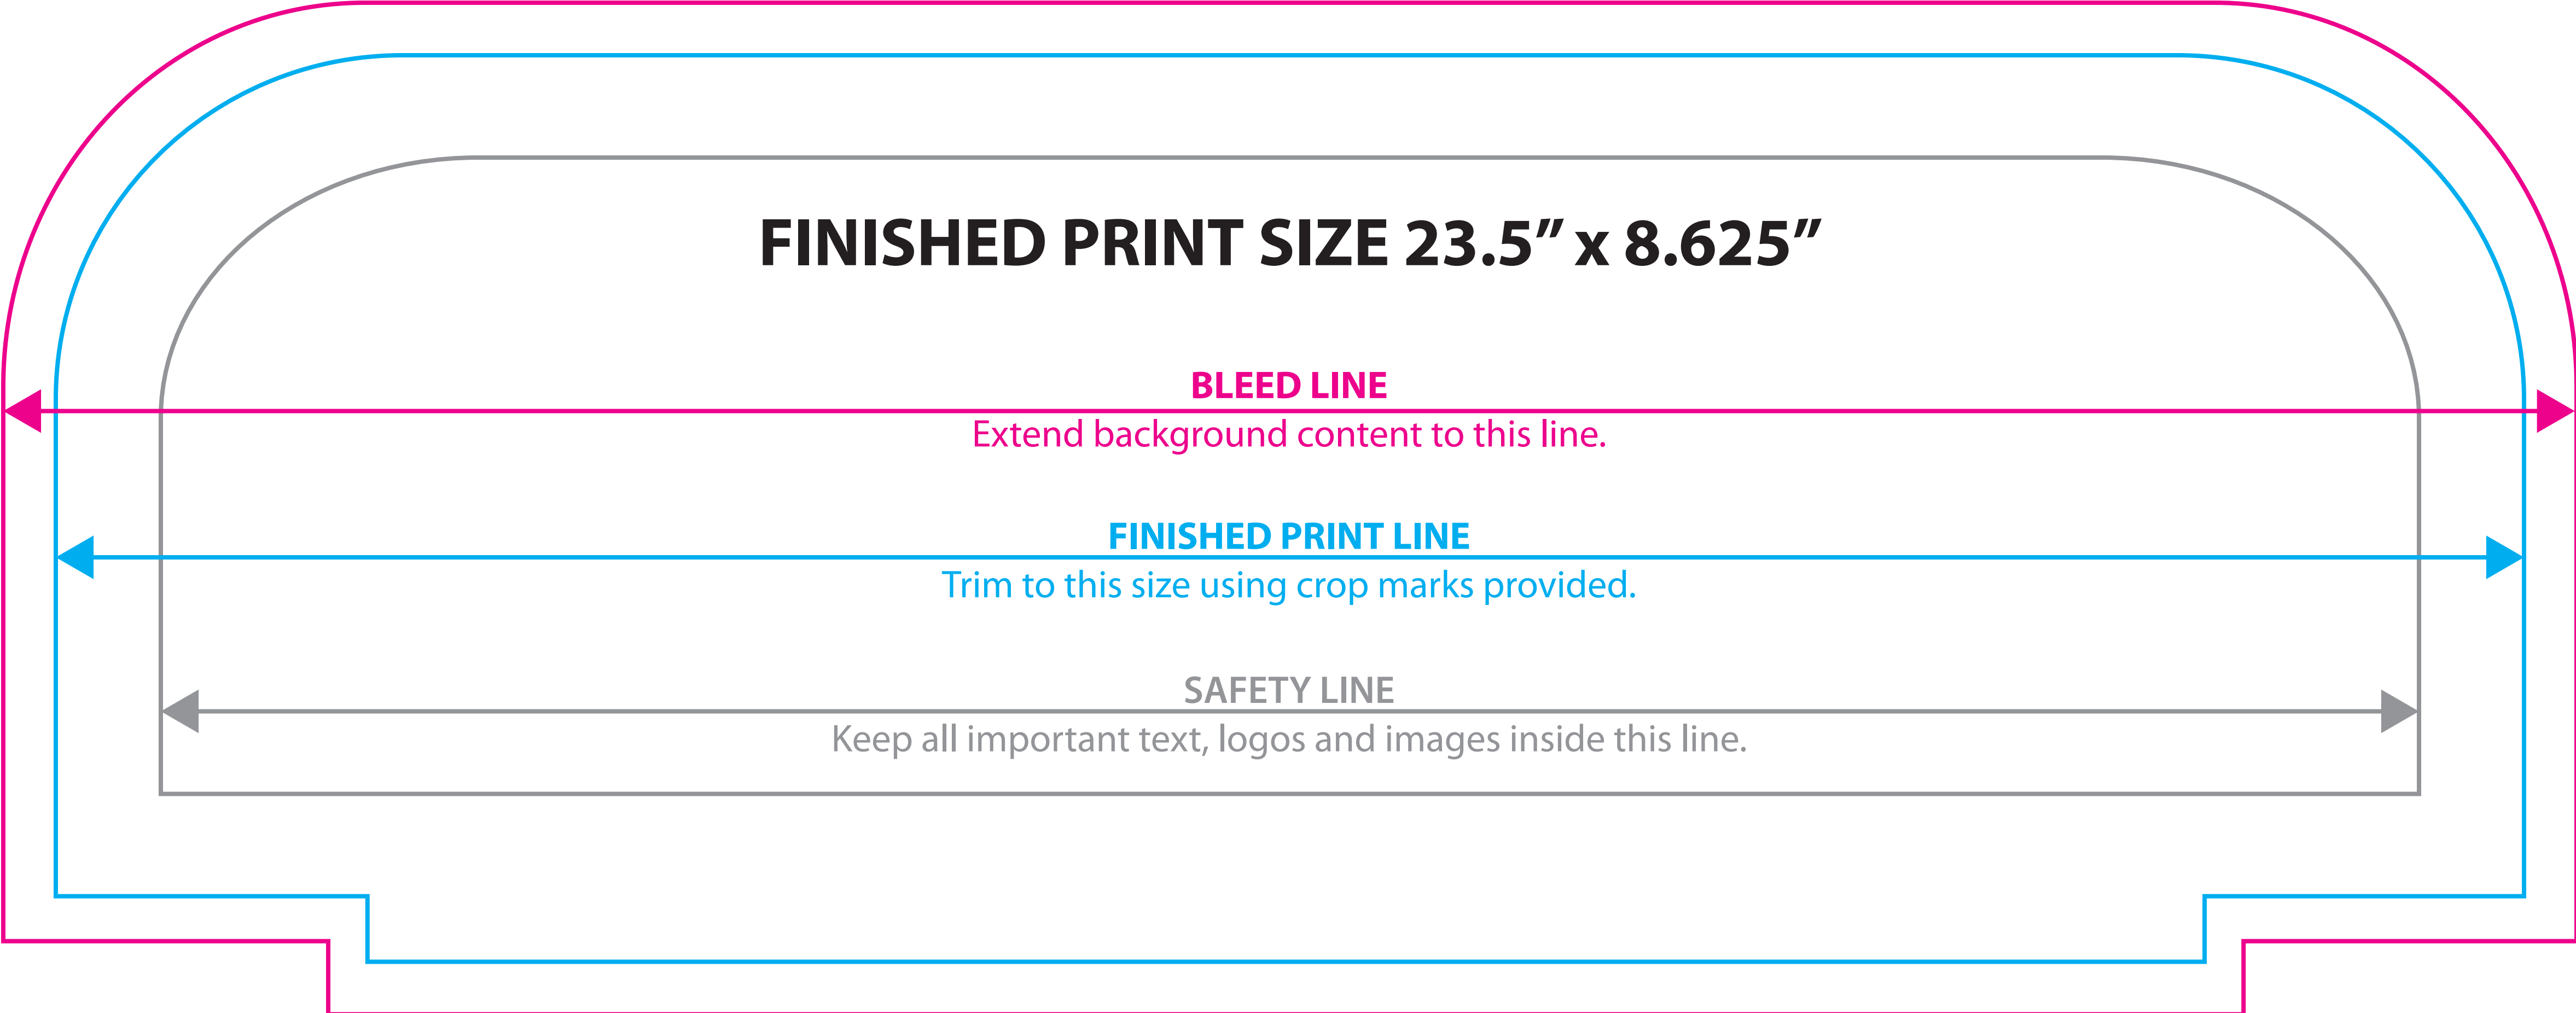 FINISHED PRINT SIZE 23.5” x 8.625”
BLEED LINE
Extend background content to this line.
FINISHED PRINT LINE
Trim to this size using crop marks provided.
SAFETY LINE
Keep all important text, logos and images inside this line.